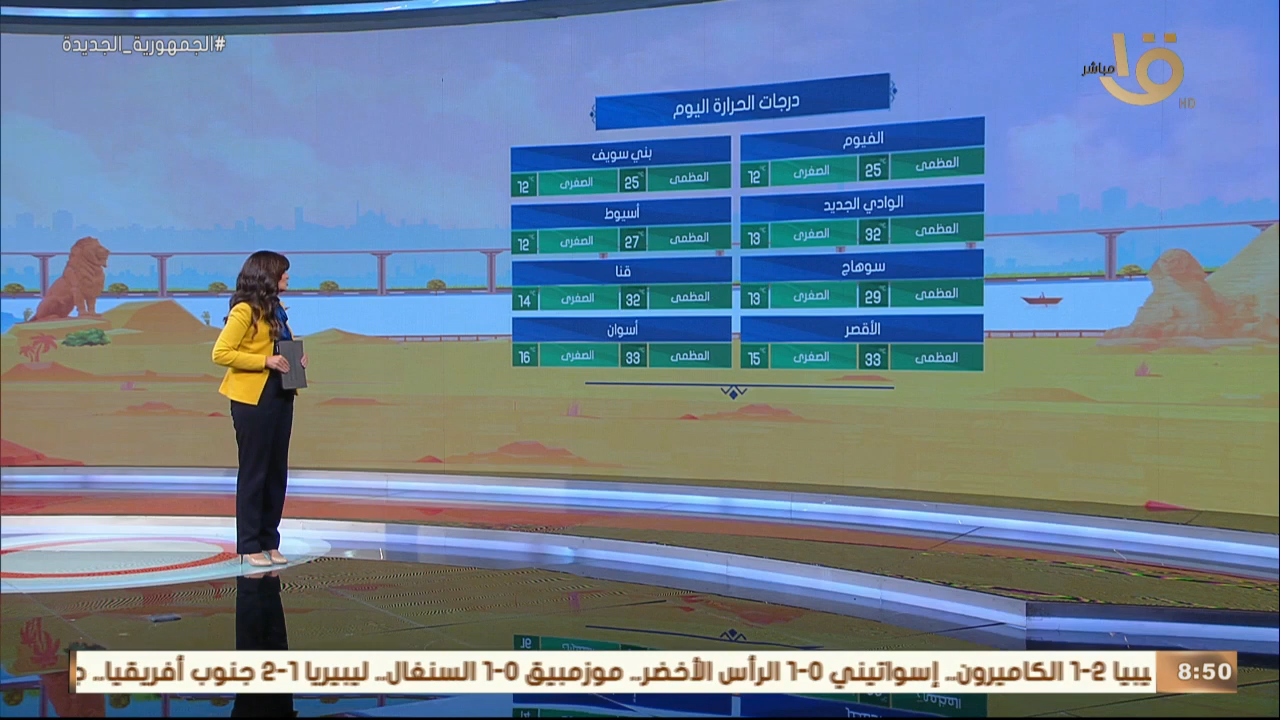 #الجمهورية_الجديدة
مباشر
HD
درجات الحرارة اليوم
الفيوم
العظمى 25 الصغرى 12
بني سويف
العظمى 25 الصغرى 12
الوادي الجديد
العظمى 32 الصغرى 13
أسيوط
العظمى 27 الصغرى 12
سوهاج
العظمى 29 الصغرى 13
قنا
العظمى 32 الصغرى 14
الأقصر
العظمى 33 الصغرى 15
أسوان
العظمى 33 الصغرى 16
8:50
يبيا 2-1 الكاميرون.. إسواتيني 0-1 الرأس الأخضر.. موزمبيق 0-1 السنغال.. ليبيريا 1-2 جنوب أفريقيا..